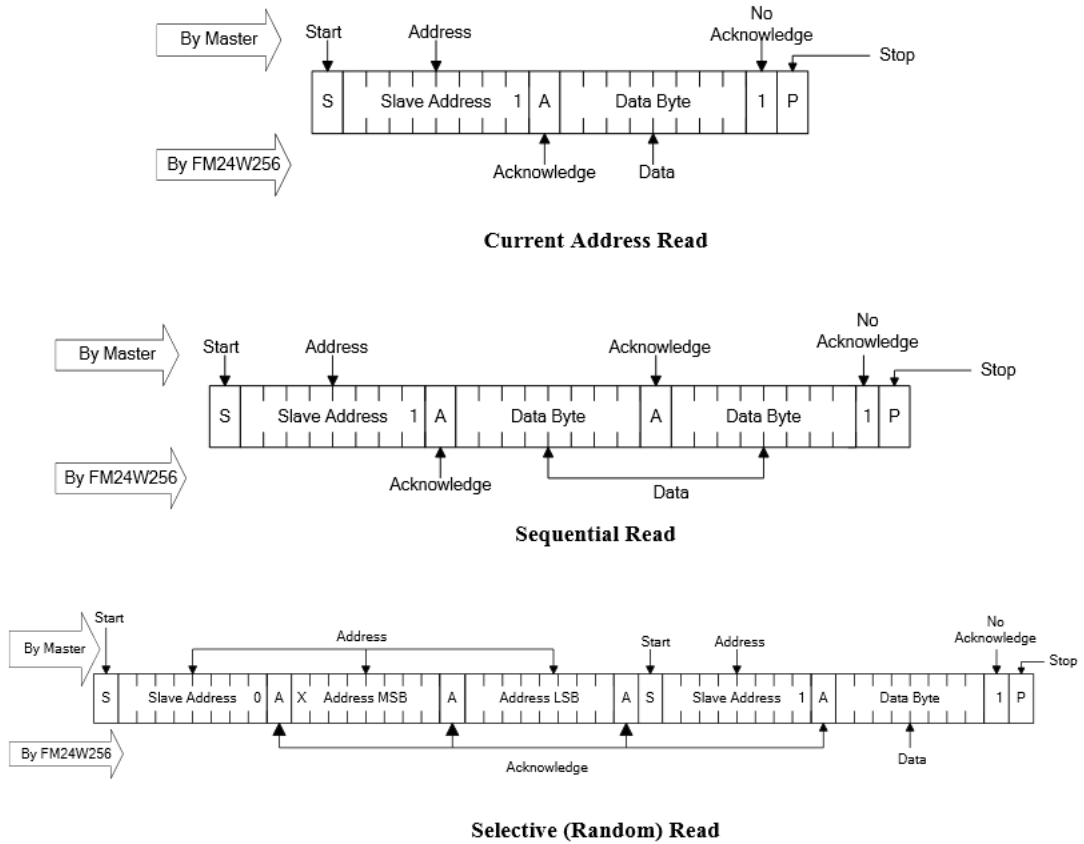 By Master
Start
Address
No
Acknowledge
Stop
S Slave Address 1 A Data Byte 1 P
By FM24W256
Acknowledge
Data
Current Address Read
By Master
Start
Address
Acknowledge
No
Acknowledge
Stop
S Slave Address 1 A Data Byte A Data Byte 1 P
By FM24W256
Acknowledge
Data
Sequential Read
Start
By Master
Address
Start
Address
No
Acknowledge
Stop
S Slave Address 0 A X Address MSB A Address LSB A S Slave Address 1 A Data Byte 1 P
By FM24W256
Acknowledge
Data
Selective (Random) Read